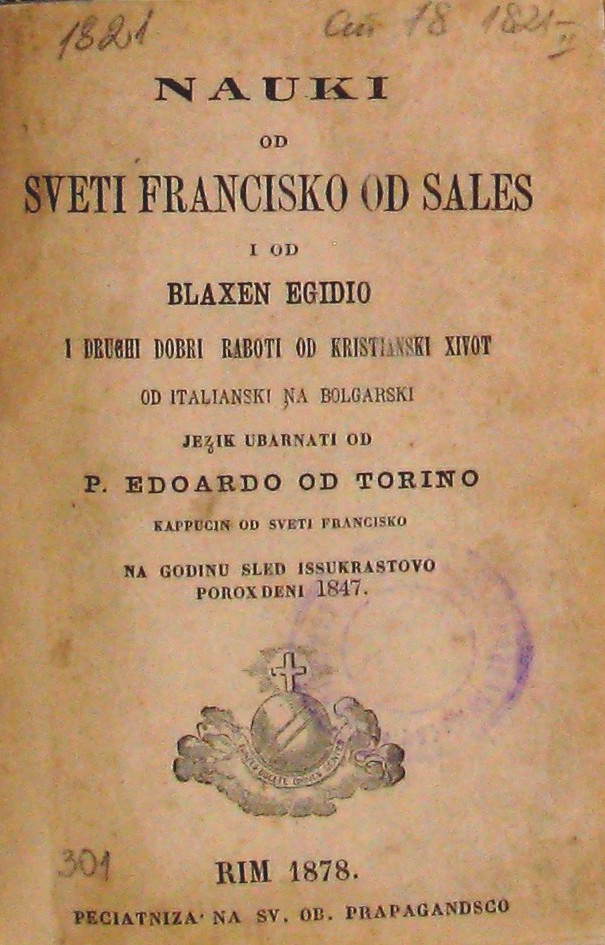 1821
18 1821
NAUKI
OD
SVETI FRANCISKO OD SALES
I OD
BLAXEN EGIDIO
I DRUGHI DOBRI RABOTI OD KRISTIANSKI XIVOT
OD ITALIANSKI NA BOLGARSKI
JEZIK UBARNATI OD
P. EDOARDO OD TORINO
KAPPUCIN OD SVETI FRANCISKO
NA GODINU SLED ISSUKRASTOVO
POROXDENI 1847.
301
RIM 1878.
PECIATNIZA NA SV. OB. PRAPAGANDSCO